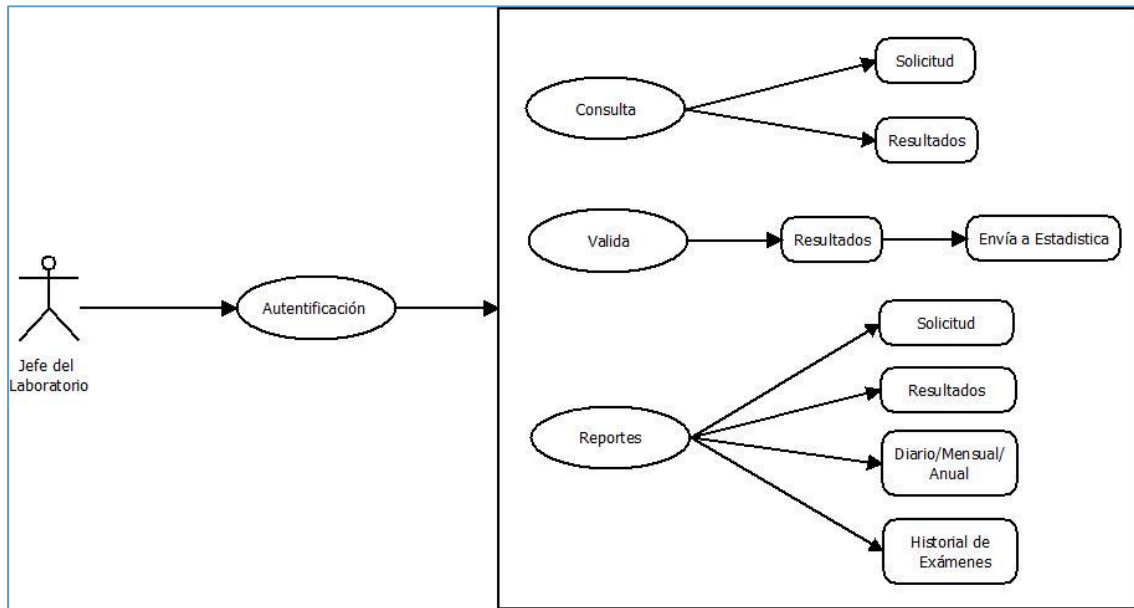 Jefe del
Laboratorio
Autentificación
Consulta
Solicitud
Resultados
Valida
Resultados
Envía a Estadistica
Reportes
Solicitud
Resultados
Diario/Mensual/
Anual
Historial de
Exámenes